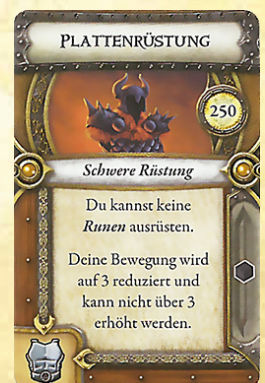 PLATTENRÜSTUNG
250
Schwere Rüstung
Du kannst keine
Runen ausrüsten.
Deine Bewegung wird
auf 3 reduziert und
kann nicht über 3
erhöht werden.